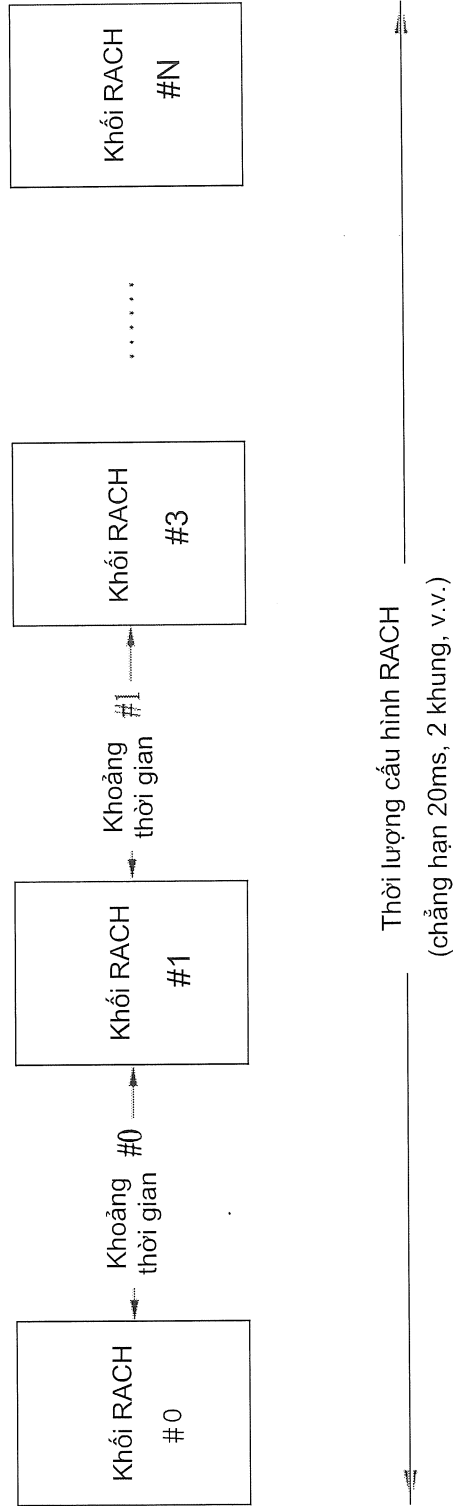 Khối RACH
#0
Khoảng
thời gian
#0
Khối RACH
#1
Khoảng
thời gian
#1
Khối RACH
#3
......
Khối RACH
#N
Thời lượng cấu hình RACH
(chẳng hạn 20ms, 2 khung, v.v.)